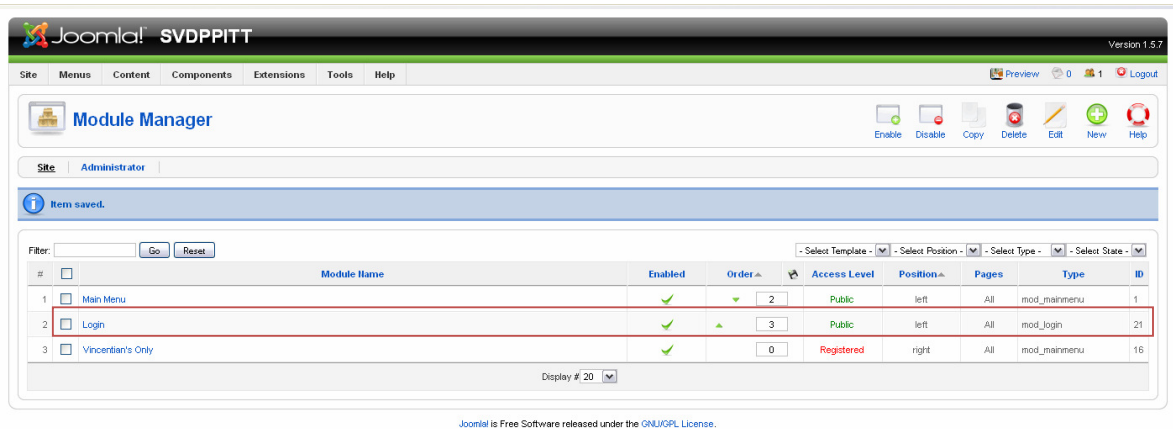 Joomla! SVDPPITT
Version 1.5.7
Site Menus Content Components Extensions Tools Help Preview 0 1 Logout
Module Manager
Enable Disable Copy Delete Edit New Help
Site Administrator
Item saved.
Filter: Go Reset - Select Template - - Select Position - - Select Type - - Select State -
# Module Name Enabled Order Access Level Position Pages Type ID
1 Main Menu 2 Public left All mod_mainmenu 1
2 Login 3 Public left All mod_login 21
3 Vincentian's Only 0 Registered right All mod_mainmenu 16
Display # 20
Joomla! is Free Software released under the GNU/GPL License.